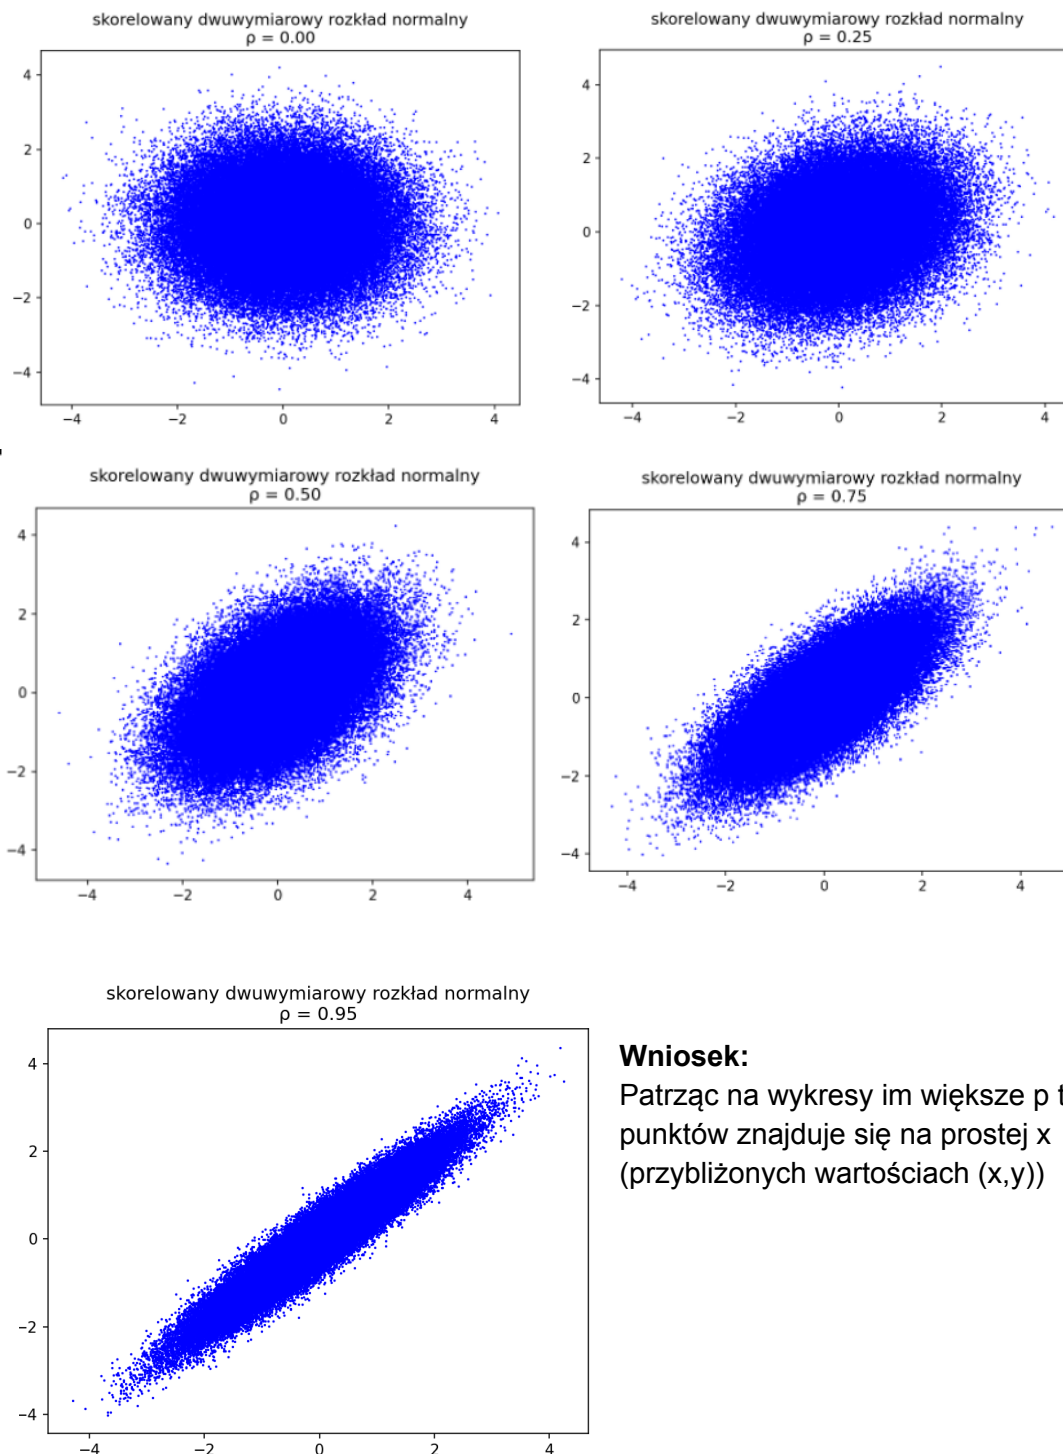 skorelowany dwuwymiarowy rozkład normalny
ρ = 0.00
4
2
0
−2
−4
−4 −2 0 2 4
skorelowany dwuwymiarowy rozkład normalny
ρ = 0.25
4
2
0
−2
−4
−4 −2 0 2 4
skorelowany dwuwymiarowy rozkład normalny
ρ = 0.50
4
2
0
−2
−4
−4 −2 0 2 4
skorelowany dwuwymiarowy rozkład normalny
ρ = 0.75
4
2
0
−2
−4
−4 −2 0 2 4
skorelowany dwuwymiarowy rozkład normalny
ρ = 0.95
4
2
0
−2
−4
−4 −2 0 2 4
Wniosek:
Patrząc na wykresy im większe p t
punktów znajduje się na prostej x
(przybliżonych wartościach (x,y))